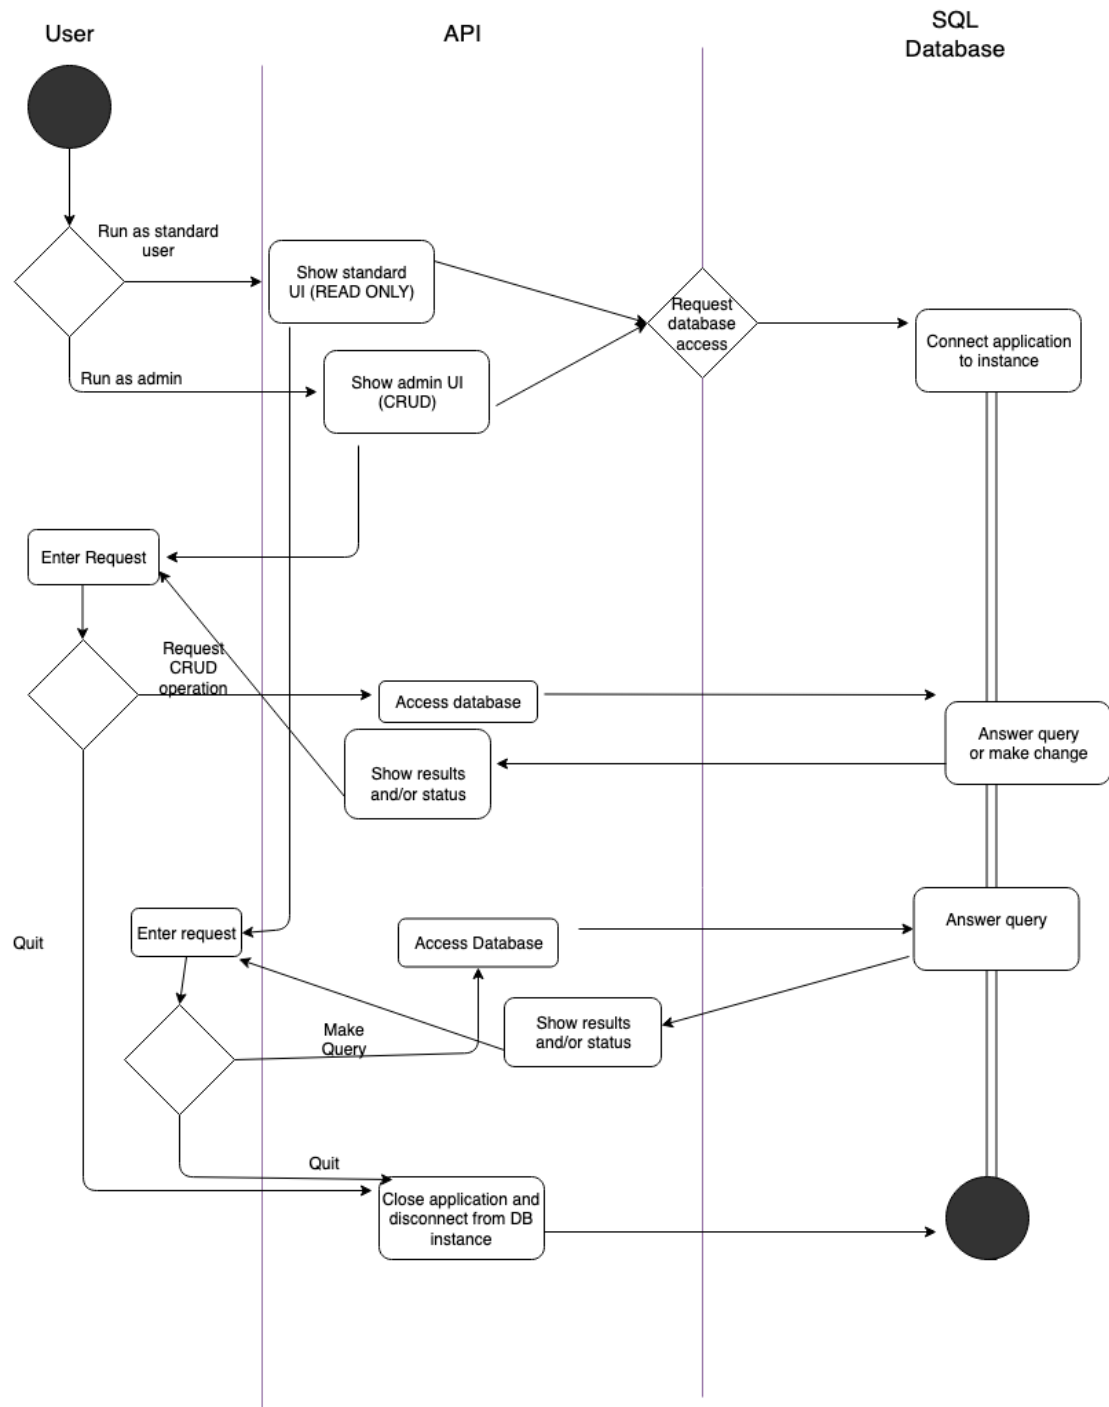 User
API
SQL
Database
Run as standard
user
Show standard
UI (READ ONLY)
Request
database
access
Connect application
to instance
Run as admin
Show admin UI
(CRUD)
Enter Request
Request
CRUD
operation
Access database
Answer query
or make change
Show results
and/or status
Quit
Enter request
Access Database
Answer query
Make
Query
Show results
and/or status
Quit
Close application and
disconnect from DB
instance